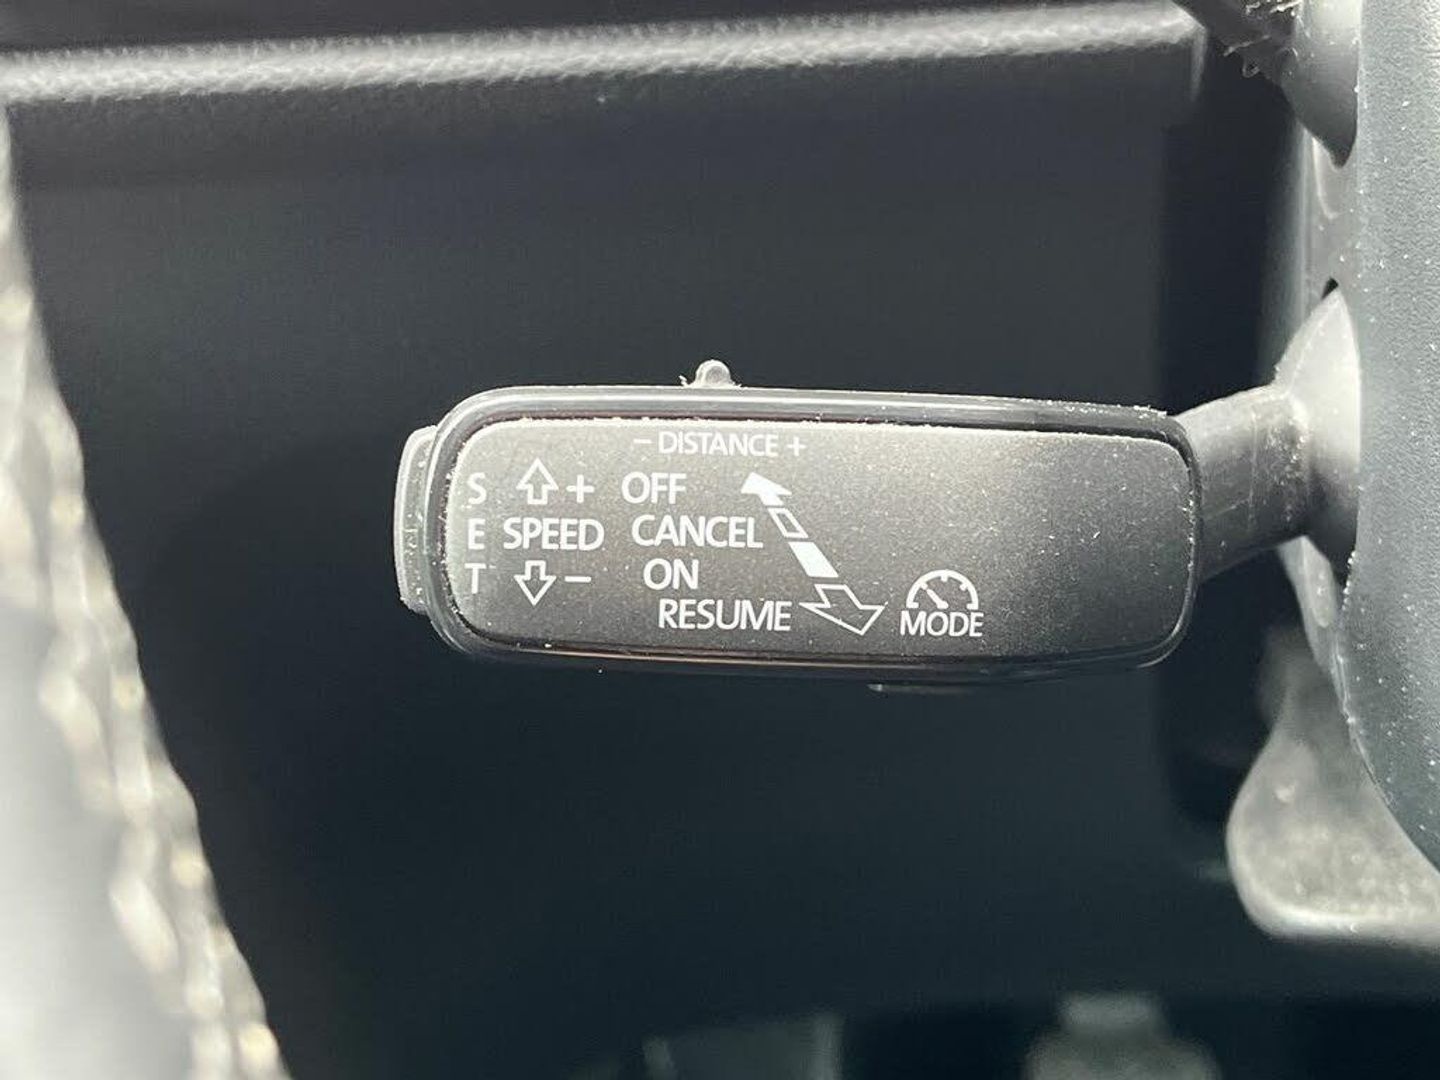 - DISTANCE +
S + OFF
E SPEED CANCEL
T - ON
RESUME
MODE